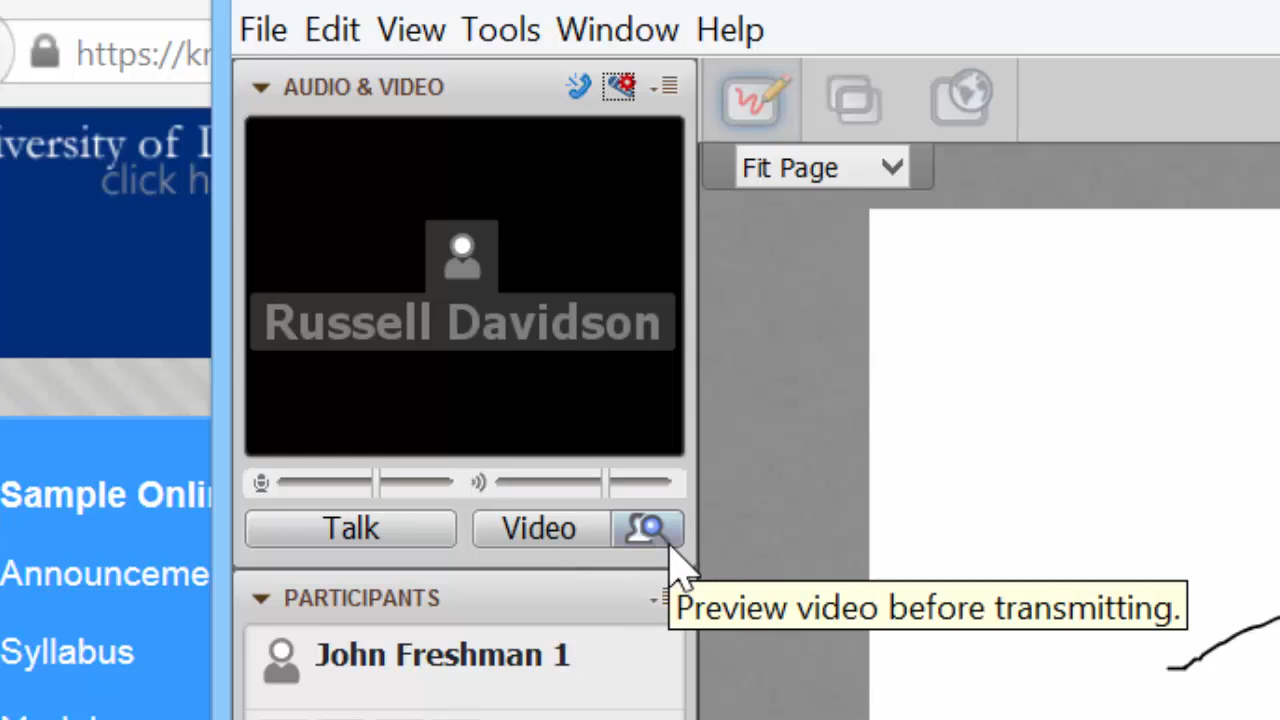 File Edit View Tools Window Help
https://kr
AUDIO & VIDEO
iversity of
click h
Fit Page
Russell Davidson
Sample Onli
Talk
Video
Announceme
PARTICIPANTS
Preview video before transmitting.
John Freshman 1
Syllabus